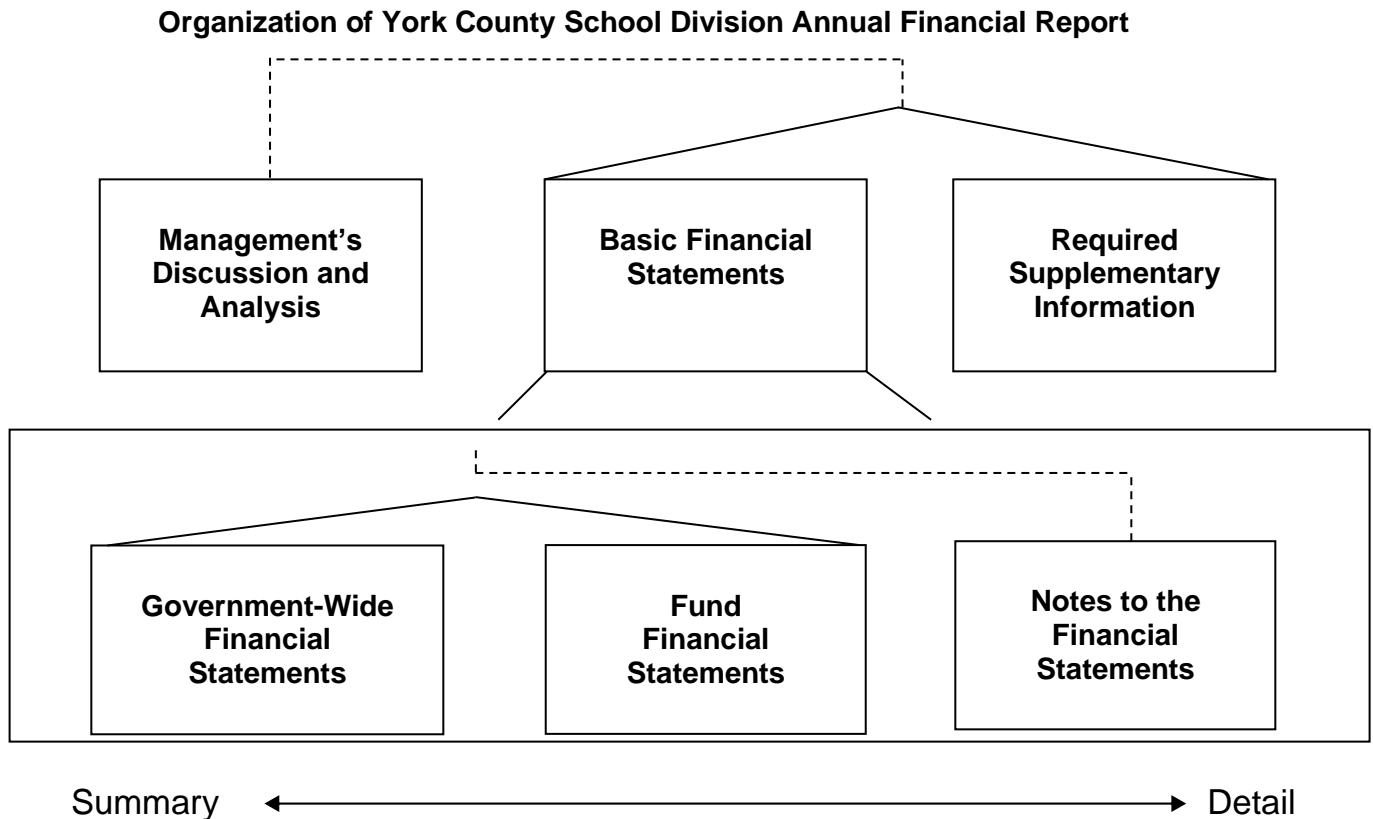 Organization of York County School Division Annual Financial Report
Management’s
Discussion and
Analysis
Basic Financial
Statements
Required
Supplementary
Information
Government-Wide
Financial
Statements
Fund
Financial
Statements
Notes to the
Financial
Statements
Summary
Detail